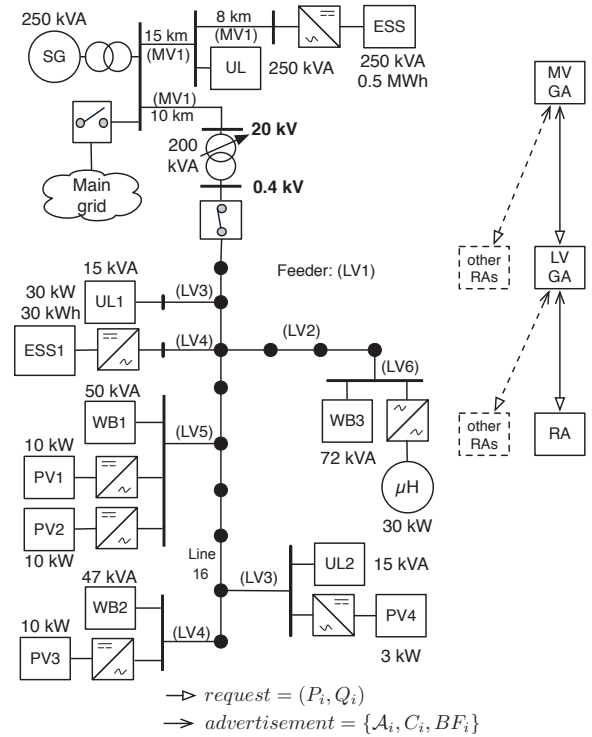 250 kVA
SG
15 km
(MV1)
8 km
(MV1)
ESS
UL
250 kVA
250 kVA
0.5 MWh
(MV1)
10 km
Main
grid
200
kVA
20 kV
0.4 kV
MV
GA
other
RAs
LV
GA
other
RAs
RA
Feeder: (LV1)
15 kVA
UL1
(LV3)
30 kW
30 kWh
ESS1
(LV4)
(LV2)
(LV6)
WB3
72 kVA
µH
30 kW
50 kVA
WB1
(LV5)
10 kW
PV1
PV2
10 kW
Line
16
(LV3)
UL2
15 kVA
PV4
3 kW
47 kVA
WB2
(LV4)
10 kW
PV3
request = (P_i, Q_i)
advertisement = {𝒜_i, C_i, BF_i}